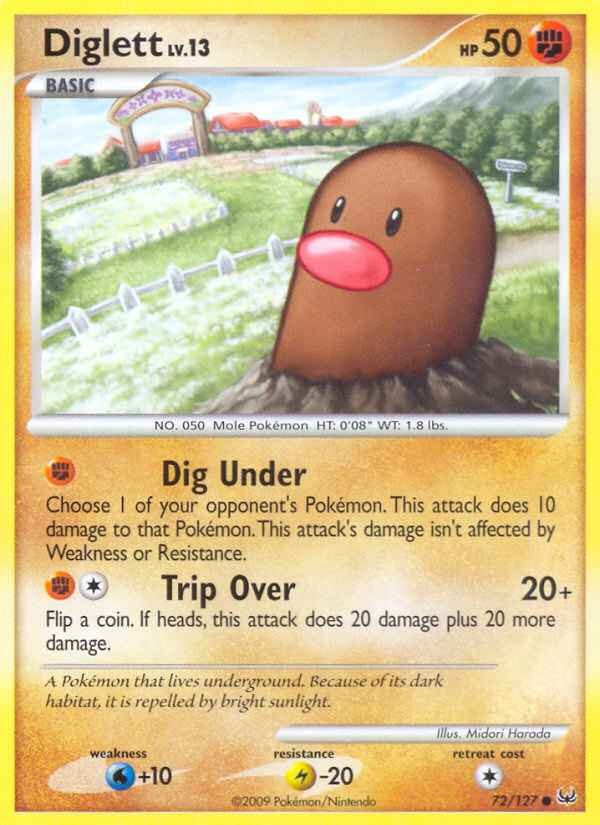 Diglett LV.13
HP 50
BASIC
NO. 050 Mole Pokémon HT: 0'08" WT: 1.8 lbs.
Dig Under
Choose 1 of your opponent's Pokémon. This attack does 10
damage to that Pokémon. This attack's damage isn't affected by
Weakness or Resistance.
Trip Over 20+
Flip a coin. If heads, this attack does 20 damage plus 20 more
damage.
A Pokémon that lives underground. Because of its dark
habitat, it is repelled by bright sunlight.
Illus. Midori Harada
weakness resistance retreat cost
+10 -20
©2009 Pokémon/Nintendo 72/127